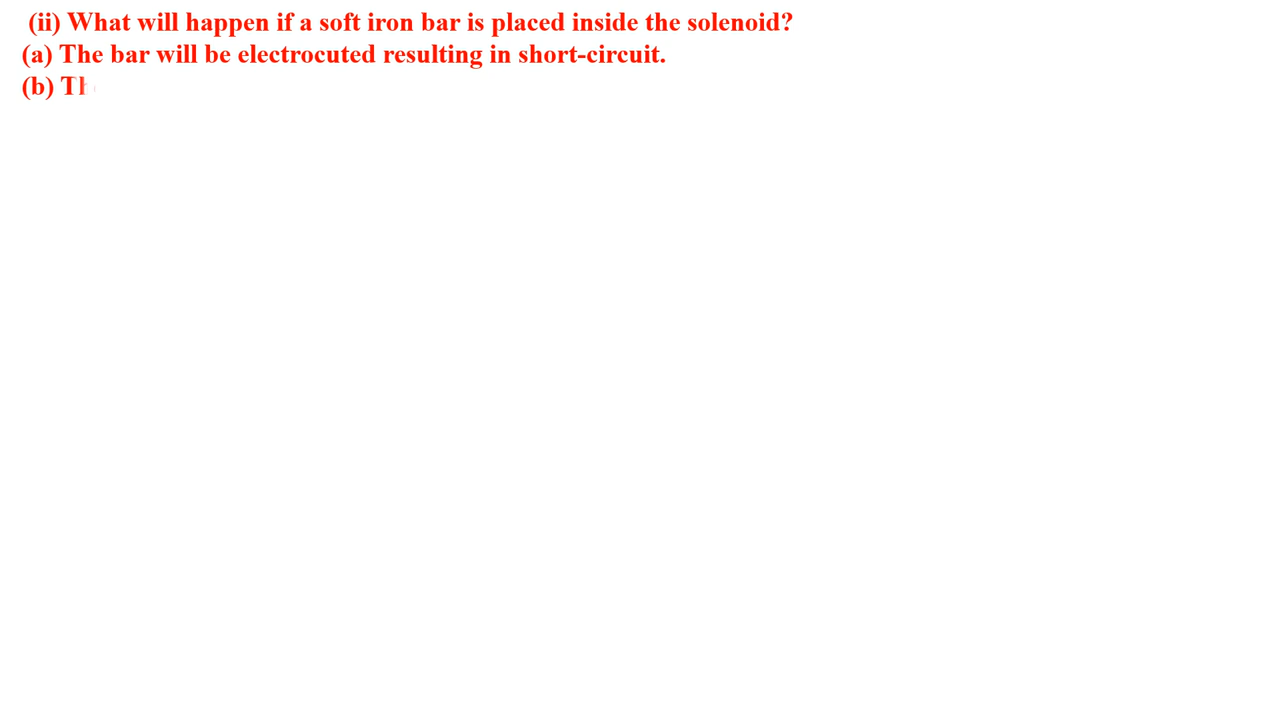 (ii) What will happen if a soft iron bar is placed inside the solenoid?
(a) The bar will be electrocuted resulting in short-circuit.
(b)